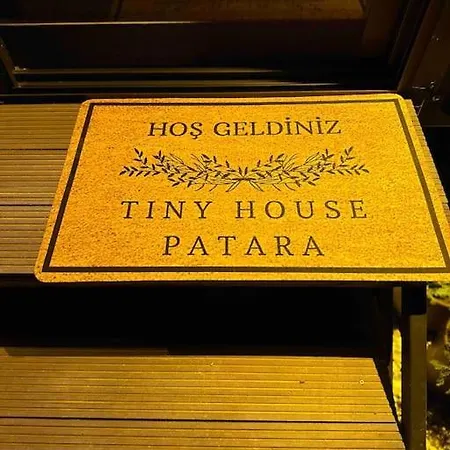 HOŞ GELDİNİZ
TINY HOUSE
PATARA